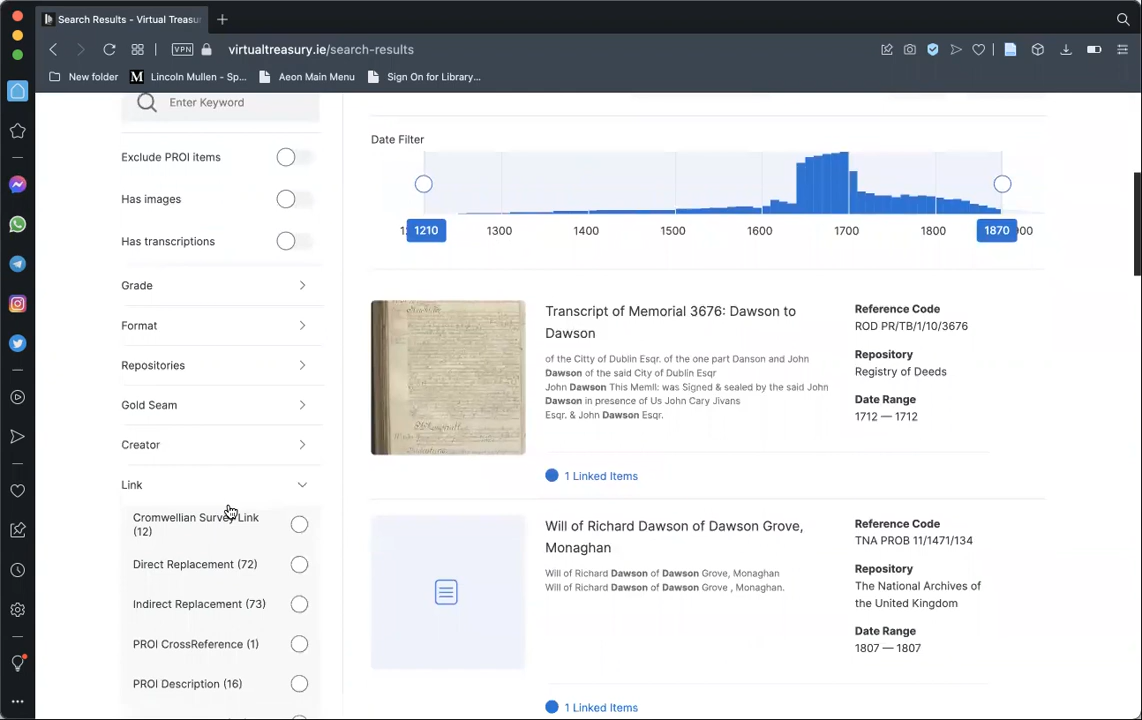 Search Results - Virtual Treasur
VPN
virtualtreasury.ie/search-results
New folder
M
Lincoln Mullen - Sp...
Aeon Main Menu
Sign On for Library...
Enter Keyword
Exclude PROI items
Has images
Has transcriptions
Grade
Format
Repositories
Gold Seam
Creator
Link
Cromwellian Survey Link
(12)
Direct Replacement (72)
Indirect Replacement (73)
PROI CrossReference (1)
PROI Description (16)
Date Filter
1210 1300 1400 1500 1600 1700 1800 1870
Transcript of Memorial 3676: Dawson to
Dawson
of the Citty of Dublin Esqr. of the one part Danson and John
Dawson of the said City of Dublin Esqr
John Dawson This Memll: was Signed & sealed by the said John
Dawson in presence of Us John Cary Jivans
Esqr. & John Dawson Esqr.
1 Linked Items
Reference Code
ROD PR/TB/1/10/3676
Repository
Registry of Deeds
Date Range
1712 — 1712
Will of Richard Dawson of Dawson Grove,
Monaghan
Will of Richard Dawson of Dawson Grove, Monaghan
Will of Richard Dawson of Dawson Grove , Monaghan.
1 Linked Items
Reference Code
TNA PROB 11/1471/134
Repository
The National Archives of
the United Kingdom
Date Range
1807 — 1807